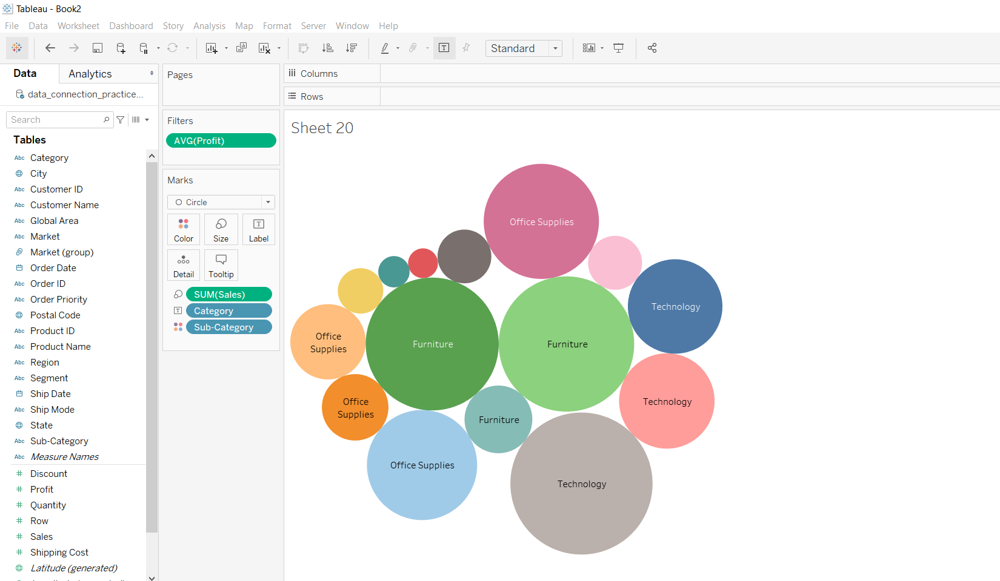 Tableau - Book2
File Data Worksheet Dashboard Story Analysis Map Format Server Window Help
Standard
Data Analytics
data_connection_practice...
Search
Tables
Abc Category
City
Abc Customer ID
Abc Customer Name
Abc Global Area
Abc Market
Market (group)
Order Date
Abc Order ID
Abc Order Priority
Postal Code
Abc Product ID
Abc Product Name
Abc Region
Abc Segment
Ship Date
Abc Ship Mode
State
Abc Sub-Category
Abc Measure Names
# Discount
# Profit
# Quantity
# Row
# Sales
# Shipping Cost
Latitude (generated)
Pages
Filters
AVG(Profit)
Marks
Circle
Color Size T Label
Detail Tooltip
SUM(Sales)
T Category
Sub-Category
Columns
Rows
Sheet 20
Office Supplies
Technology
Office
Supplies
Furniture
Furniture
Office
Supplies
Furniture
Technology
Office Supplies
Technology